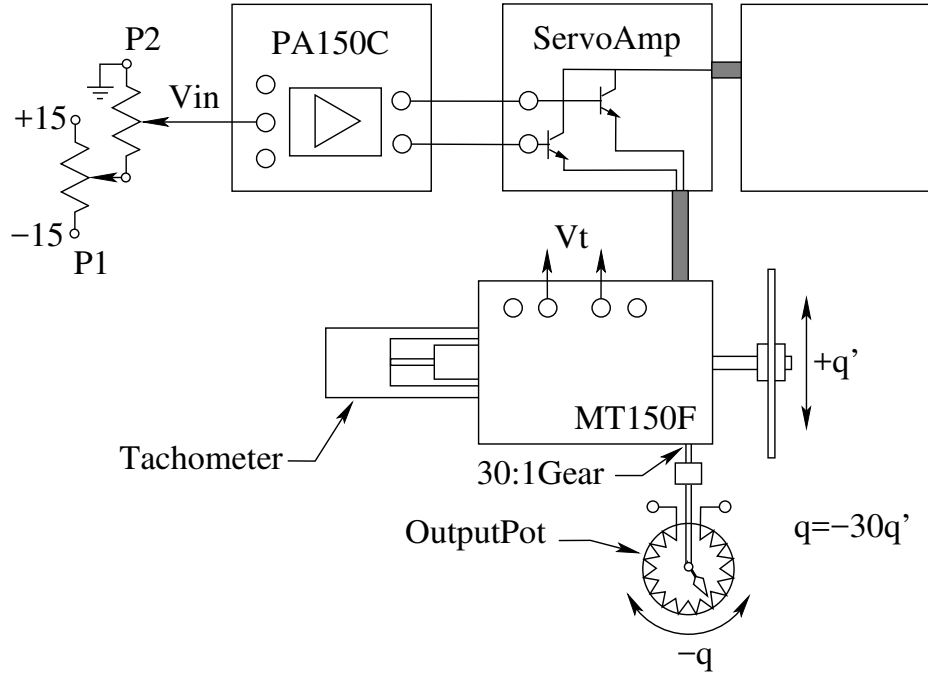 P2
PA150C
ServoAmp
Vin
+15
−15
P1
Vt
+q’
MT150F
Tachometer
30:1Gear
OutputPot
q=−30q’
−q